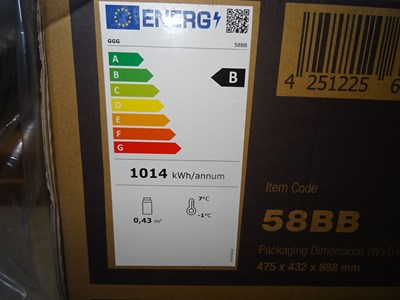 ENERG
GGG 58BB
A
B
C
D
E
F
G
B
1014 kWh/annum
7°C
-1°C
0,43 m²
4 251225 6
Item Code
58BB
Packaging Dimensions (WxD
475 x 432 x 888 mm